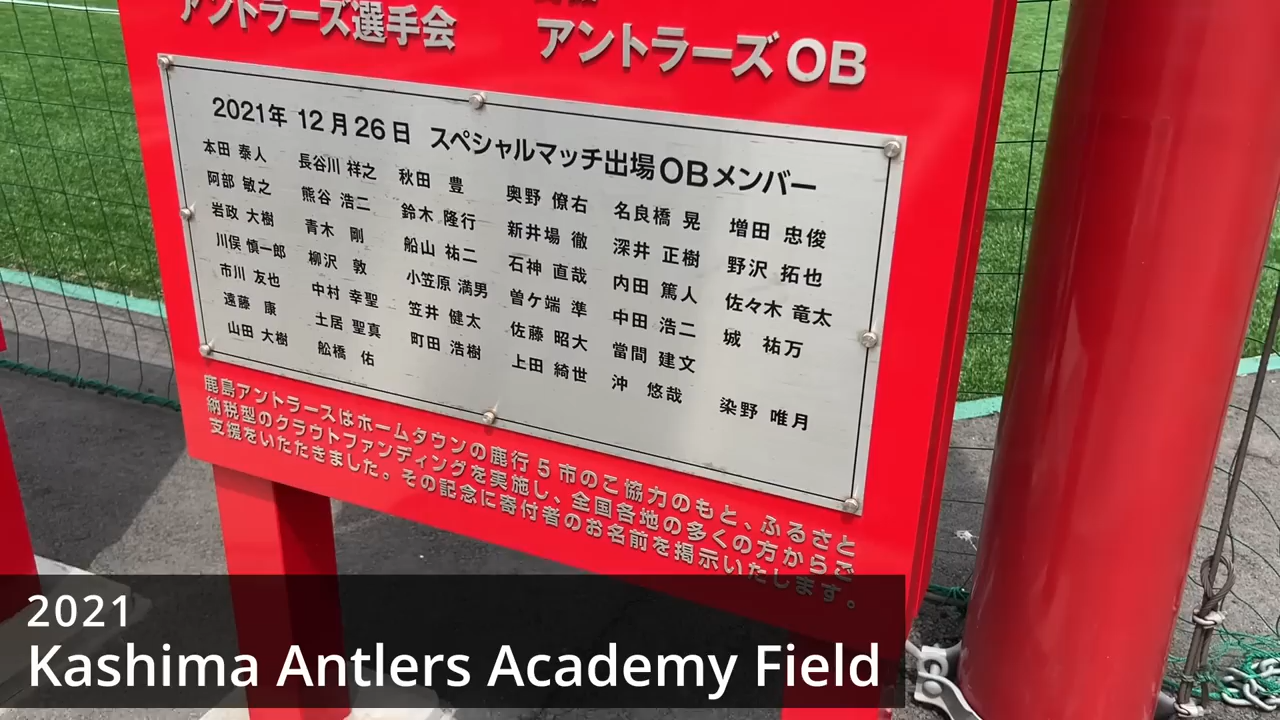 アントラーズ選手会
アントラーズOB
2021年 12月26日 スペシャルマッチ出場OBメンバー
本田 泰人 長谷川 祥之 秋田 豊 奥野 僚右 名良橋 晃 増田 忠俊
阿部 敏之 熊谷 浩二 鈴木 隆行 新井場 徹 深井 正樹 野沢 拓也
岩政 大樹 青木 剛 船山 祐二 石神 直哉 内田 篤人 佐々木 竜太
川俣 慎一郎 柳沢 敦 小笠原 満男 曽ケ端 準 中田 浩二 城 祐万
市川 友也 中村 幸聖 笠井 健太 佐藤 昭大 當間 建文
遠藤 康 土居 聖真 町田 浩樹 上田 綺世 沖 悠哉 染野 唯月
山田 大樹 舩橋 佑
鹿島アントラーズはホームタウンの鹿行5市のご協力のもと、ふるさと
納税型のクラウトファンディングを実施し、全国各地の多くの方からご
支援をいただきました。その記念に寄付者のお名前を掲示いたします。
2021
Kashima Antlers Academy Field